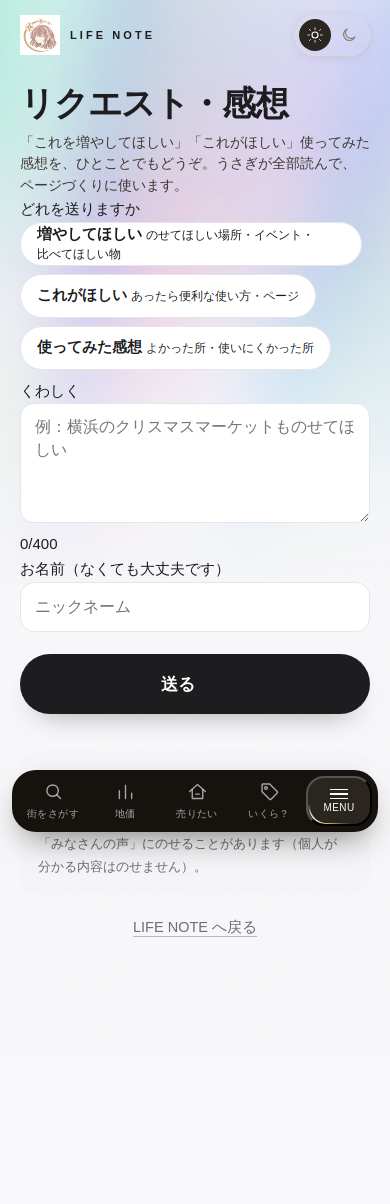 LIFE NOTE
リクエスト・感想
「これを増やしてほしい」「これがほしい」使ってみた
感想を、ひとことでもどうぞ。うさぎが全部読んで、
ページづくりに使います。
どれを送りますか
増やしてほしい のせてほしい場所・イベント・
比べてほしい物
これがほしい あったら便利な使い方・ページ
使ってみた感想 よかった所・使いにくかった所
くわしく
例：横浜のクリスマスマーケットものせてほ
しい
0/400
お名前（なくても大丈夫です）
ニックネーム
送る
街をさがす 地価 売りたい いくら？ MENU
「みなさんの声」にのせることがあります（個人が
分かる内容はのせません）。
LIFE NOTE へ戻る